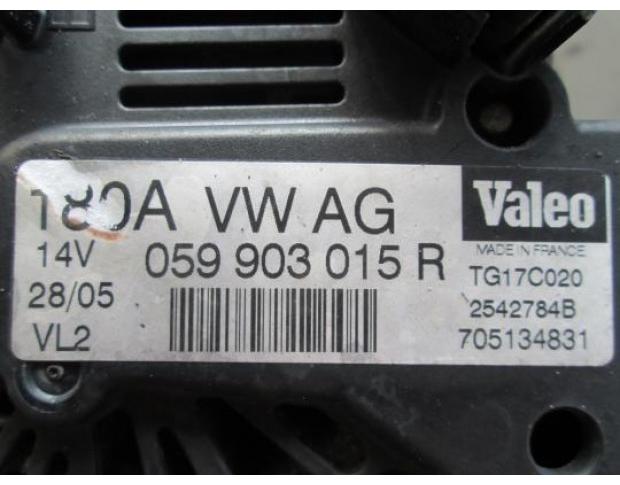 180A VW AG
Valeo
MADE IN FRANCE
14V
059 903 015 R
TG17C020
28/05
2542784B
VL2
705134831